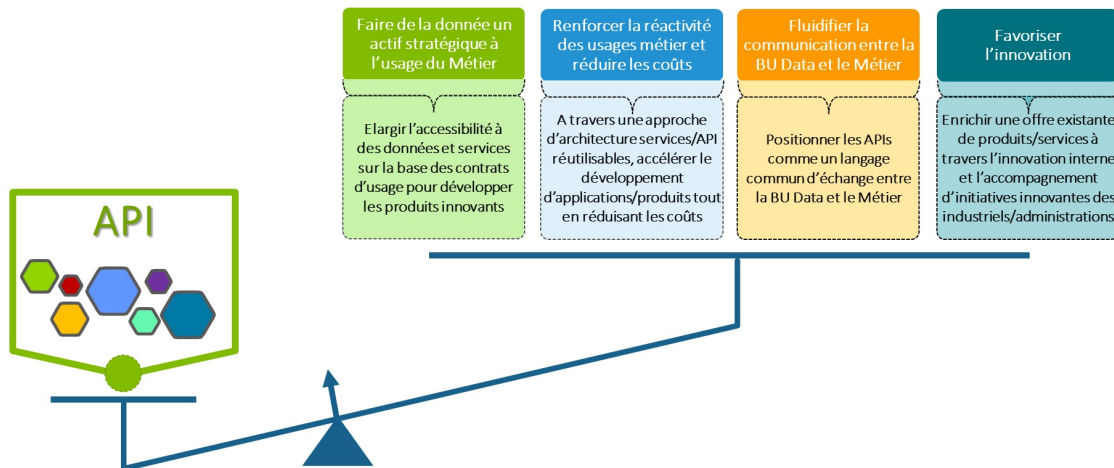 Faire de la donnée un
actif stratégique à
l'usage du Métier
Elargir l'accessibilité à
des données et services
sur la base des contrats
d'usage pour développer
les produits innovants
Renforcer la réactivité
des usages métier et
réduire les coûts
A travers une approche
d'architecture services/API
réutilisables, accélérer le
développement
d'applications/produits tout
en réduisant les coûts
Fluidifier la
communication entre la
BU Data et le Métier
Positionner les APIs
comme un langage
commun d'échange entre
la BU Data et le Métier
Favoriser
l'innovation
Enrichir une offre existante
de produits/services à
travers l'innovation interne
et l'accompagnement
d'initiatives innovantes des
industriels/administrations
API